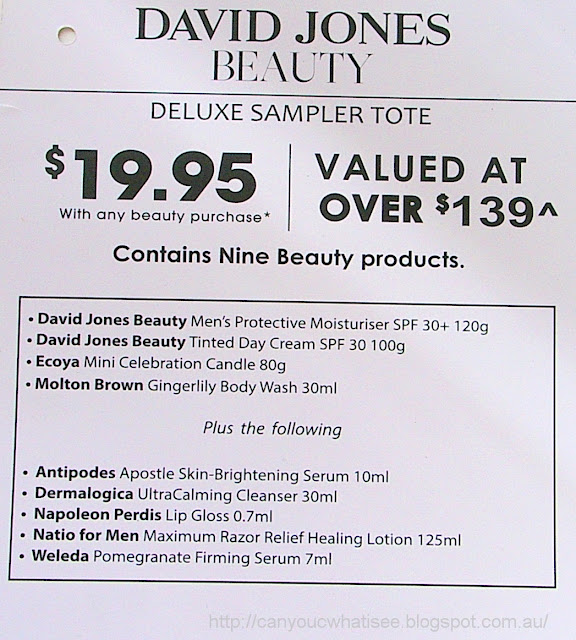 DAVID JONES
BEAUTY
DELUXE SAMPLER TOTE
$19.95
With any beauty purchase*
VALUED AT
OVER $139^
Contains Nine Beauty products.
• David Jones Beauty Men's Protective Moisturiser SPF 30+ 120g
• David Jones Beauty Tinted Day Cream SPF 30 100g
• Ecoya Mini Celebration Candle 80g
• Molton Brown Gingerlily Body Wash 30ml
Plus the following
• Antipodes Apostle Skin-Brightening Serum 10ml
• Dermalogica UltraCalming Cleanser 30ml
• Napoleon Perdis Lip Gloss 0.7ml
• Natio for Men Maximum Razor Relief Healing Lotion 125ml
• Weleda Pomegranate Firming Serum 7ml
http://canyoucwhatisee.blogspot.com.au/